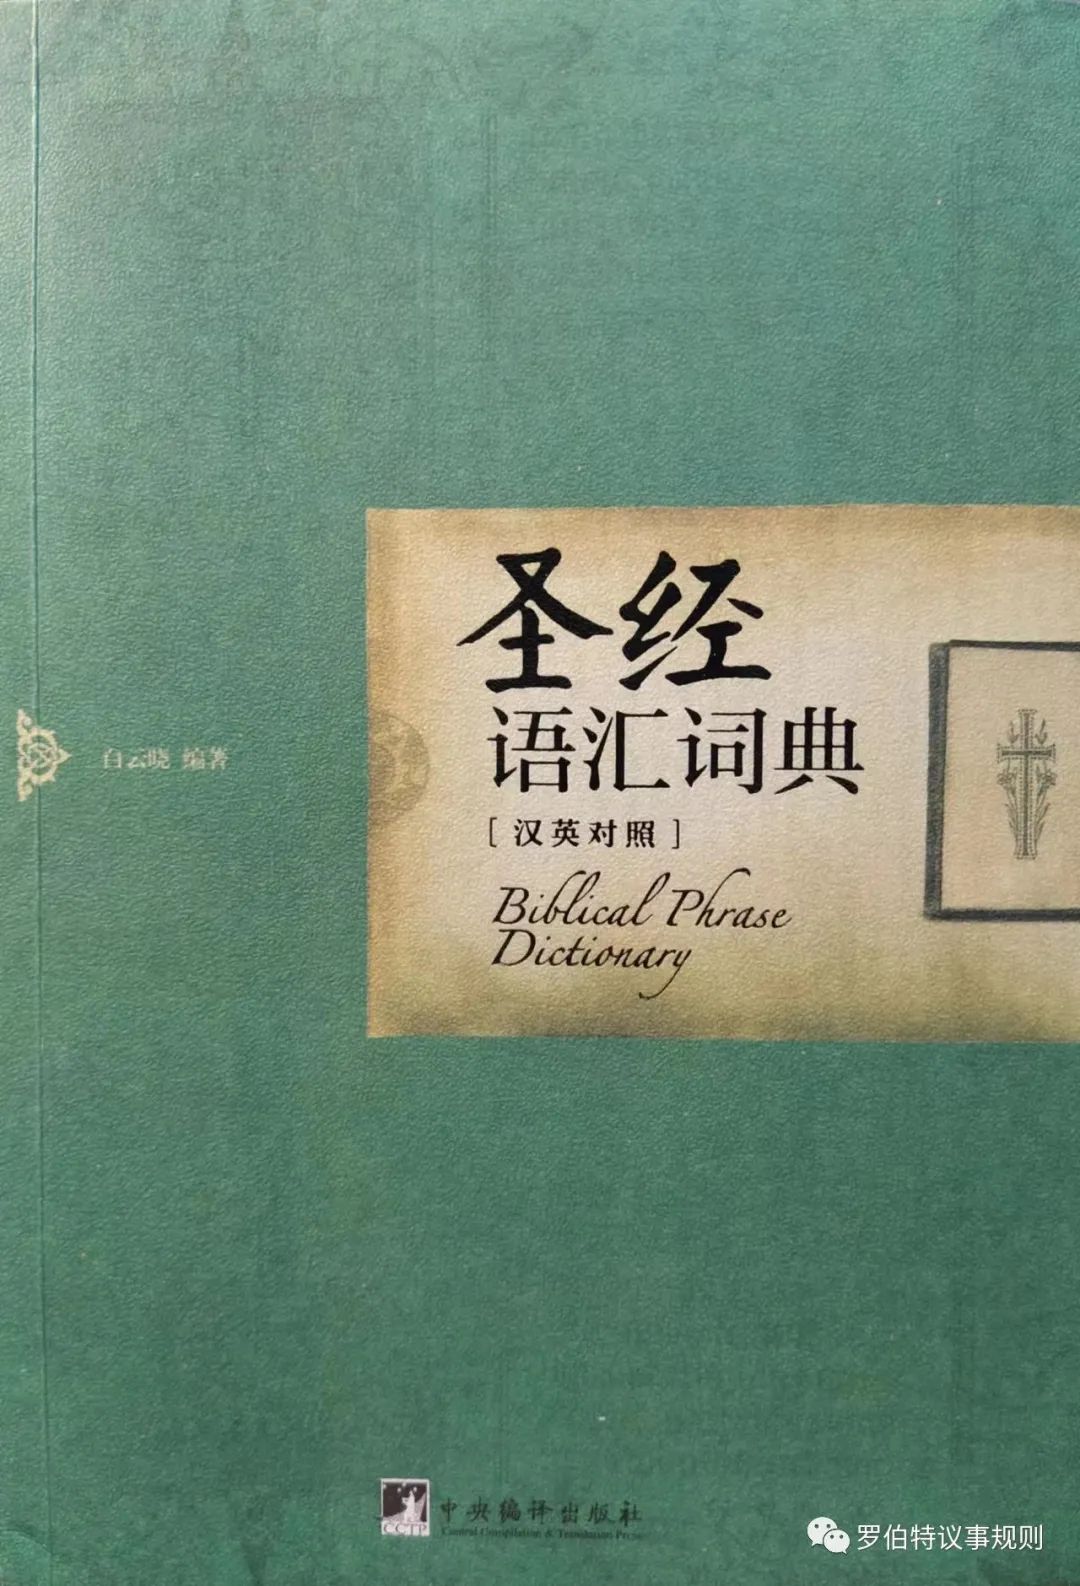 圣经
语汇词典
[汉英对照]
Biblical Phrase
Dictionary
白云晓 编著
CCTP
中央编译出版社
Central Compilation & Translation Press
罗伯特议事规则